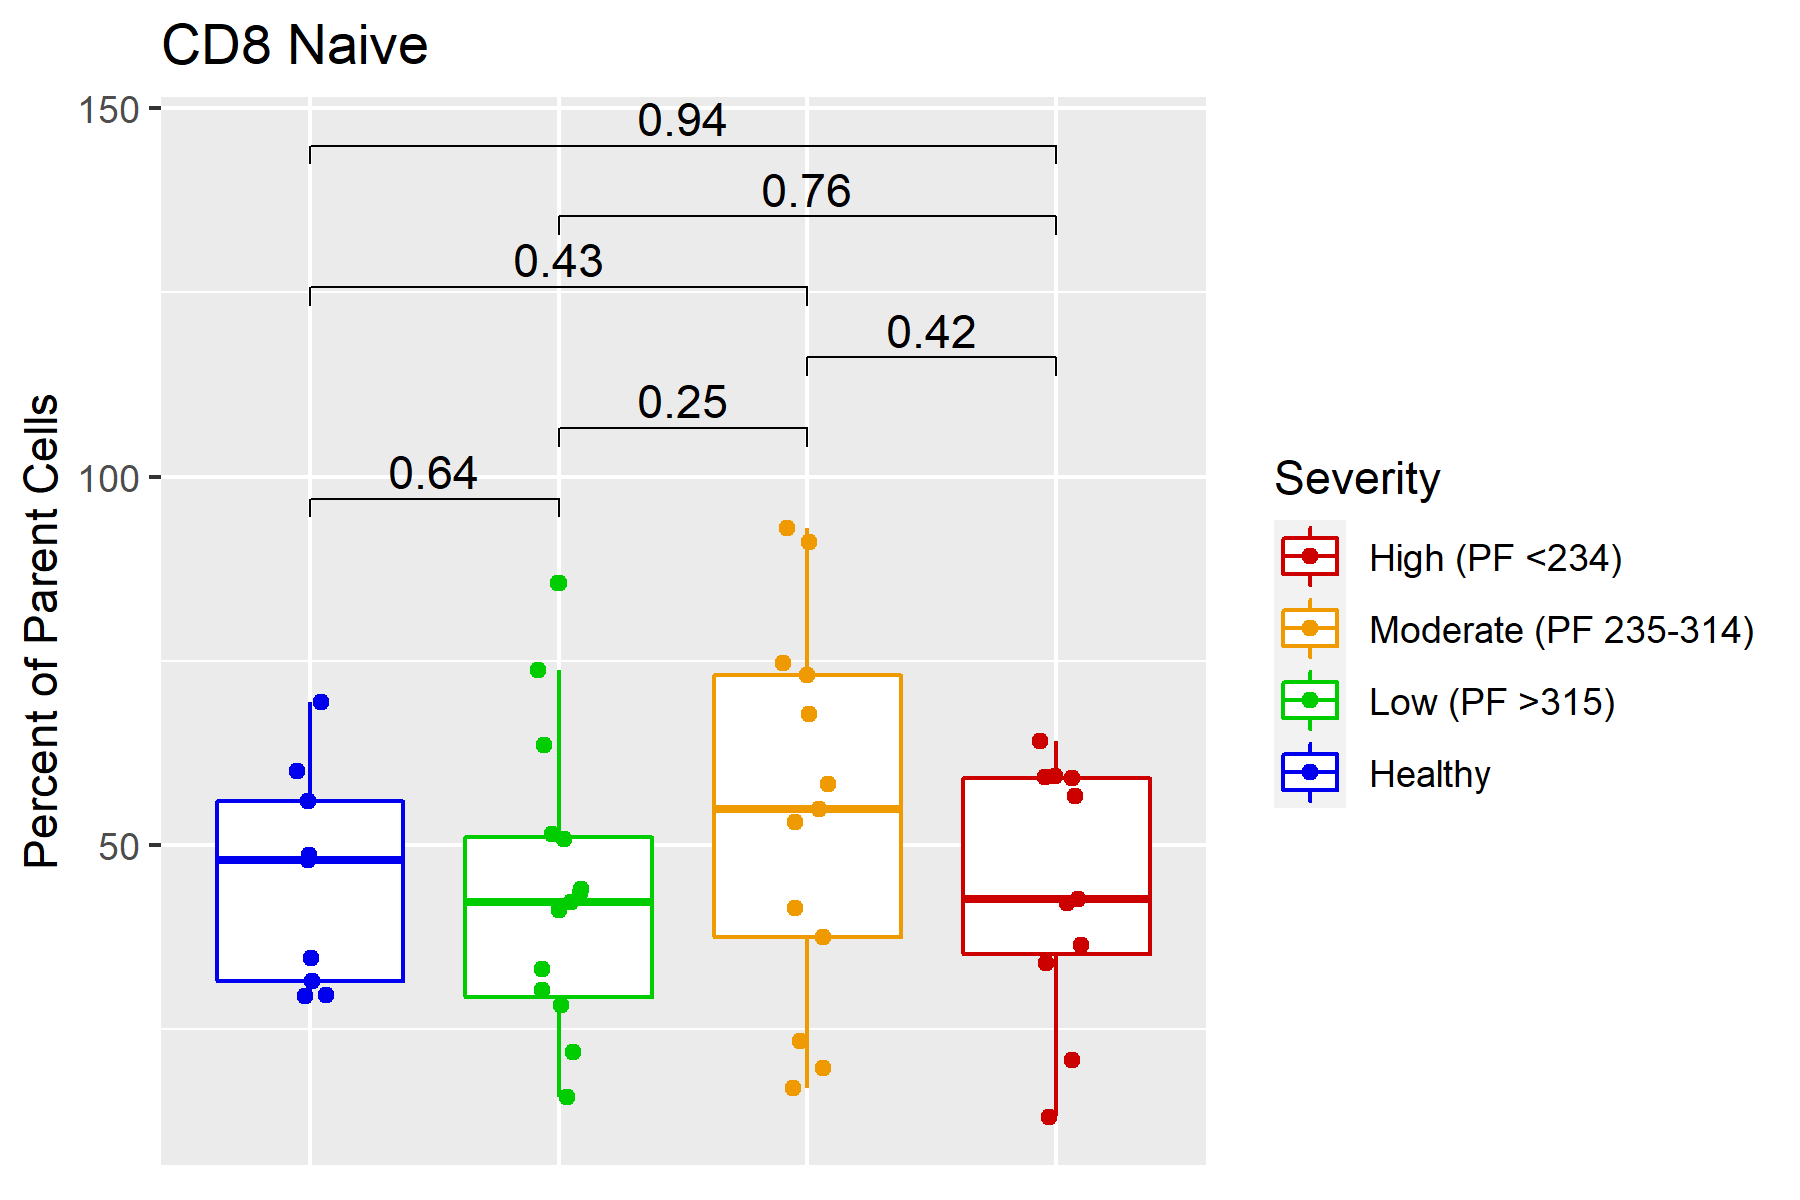 CD8 Naive
150
100
50
Percent of Parent Cells
0.94
0.76
0.43
0.42
0.25
0.64
Severity
High (PF <234)
Moderate (PF 235-314)
Low (PF >315)
Healthy